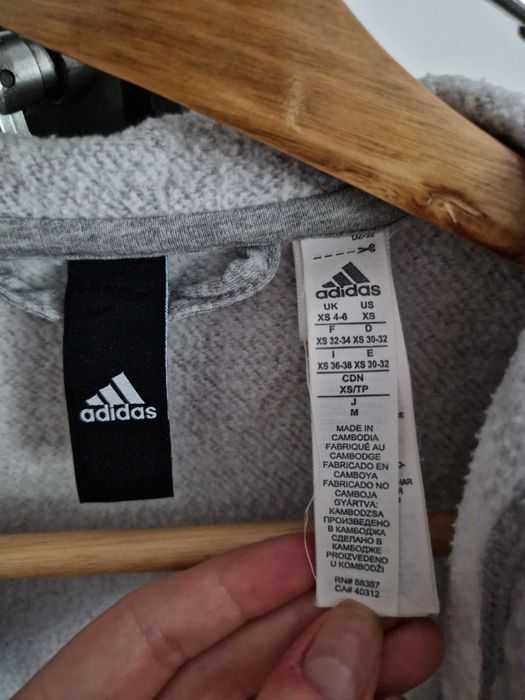 adidas
adidas
UK US
XS 4-6 XS
F D
XS 32-34 XS 30-32
I E
XS 36-38 XS 30-32
CDN
XS/TP
J
M
MADE IN
CAMBODIA
FABRIQUÉ AU
CAMBODGE
FABRICADO EN
CAMBOYA
FABRICADO NO
CAMBOJA
GYÁRTVA:
KAMBODZSA
ПРОИЗВЕДЕНО
В КАМБОДЖА
СДЕЛАНО В
КАМБОДЖЕ
PROIZVEDENO
U KOMBODŽI
RN# 88387
CA# 40312